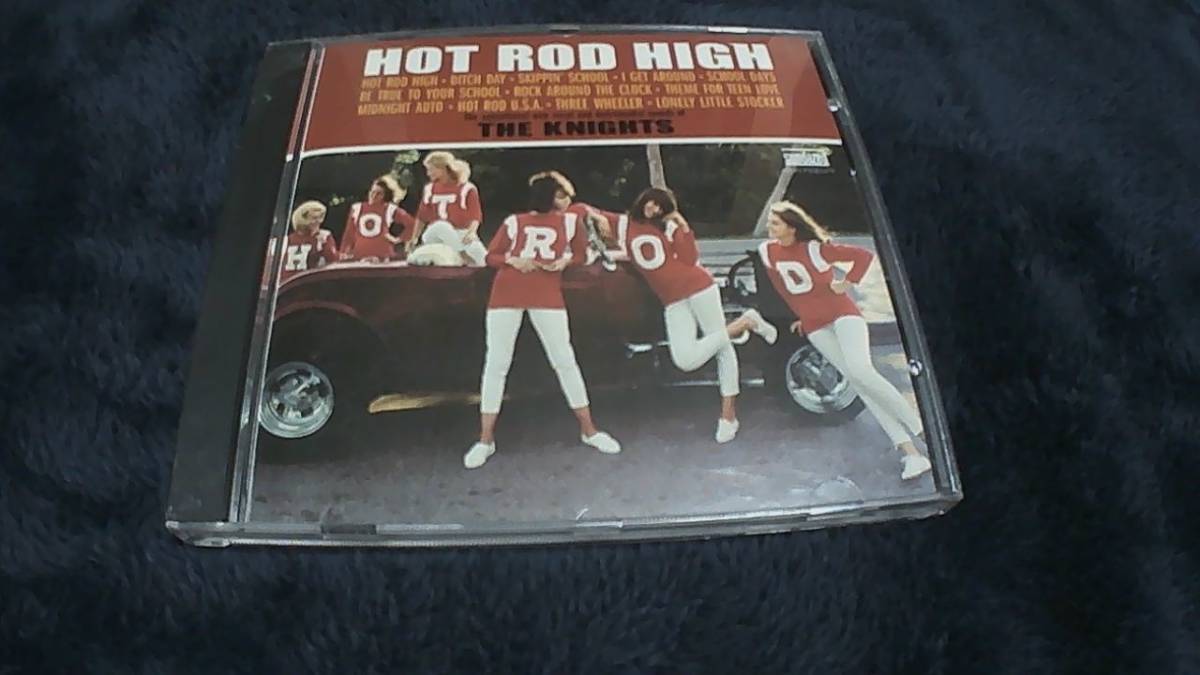 HOT ROD HIGH
HOT ROD HIGH • DITCH DAY • SKIPPIN' SCHOOL • I GET AROUND • SCHOOL DAYS
BE TRUE TO YOUR SCHOOL • ROCK AROUND THE CLOCK • THEME FOR TEEN LOVE
MIDNIGHT AUTO • HOT ROD U.S.A. • THREE WHEELER • LONELY LITTLE STOCKER
THE KNIGHTS
H O T R O D